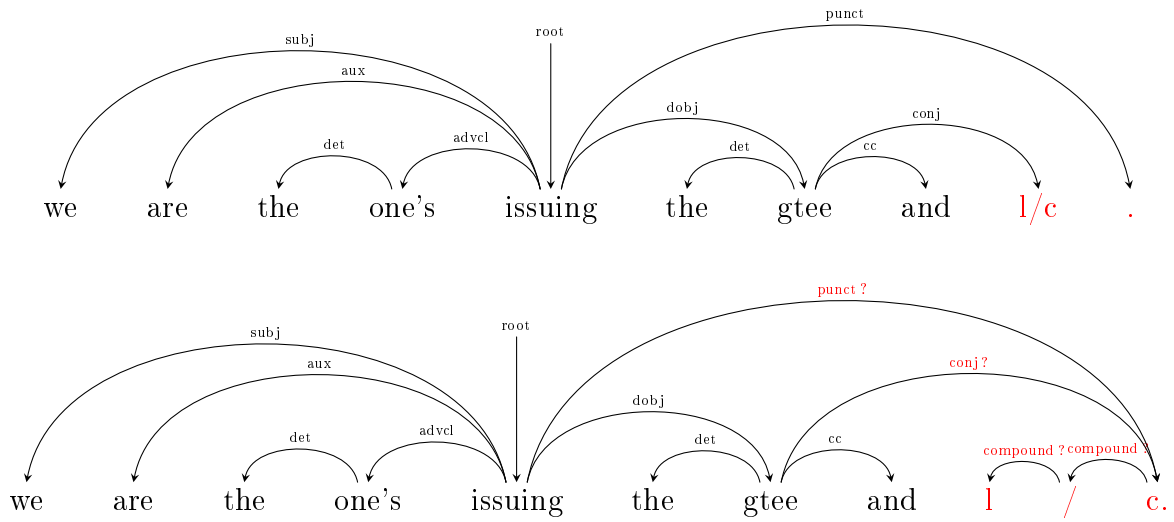 punct
root
subj
aux
dobj
conj
det
advcl
det
cc
we are the one's issuing the gtee and l/c .
punct ?
root
subj
aux
conj ?
dobj
det
advcl
det
cc
compound ? compound ?
we are the one's issuing the gtee and l / c.